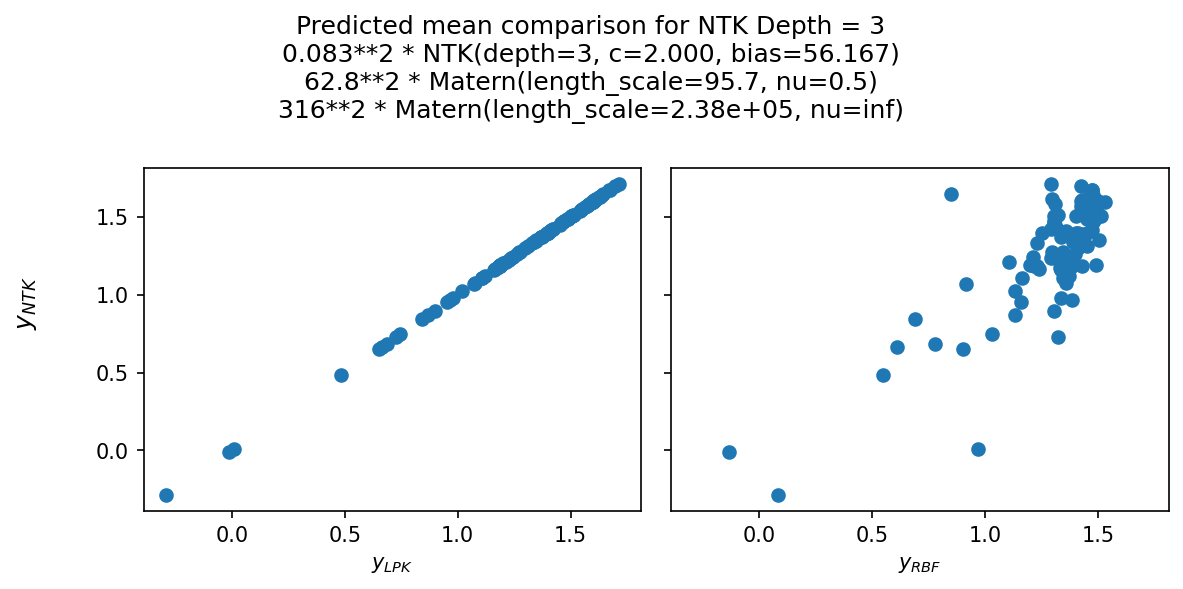 Predicted mean comparison for NTK Depth = 3
0.083**2 * NTK(depth=3, c=2.000, bias=56.167)
62.8**2 * Matern(length_scale=95.7, nu=0.5)
316**2 * Matern(length_scale=2.38e+05, nu=inf)
y_NTK
1.5
1.0
0.5
0.0
0.0 0.5 1.0 1.5
y_LPK
0.0 0.5 1.0 1.5
y_RBF